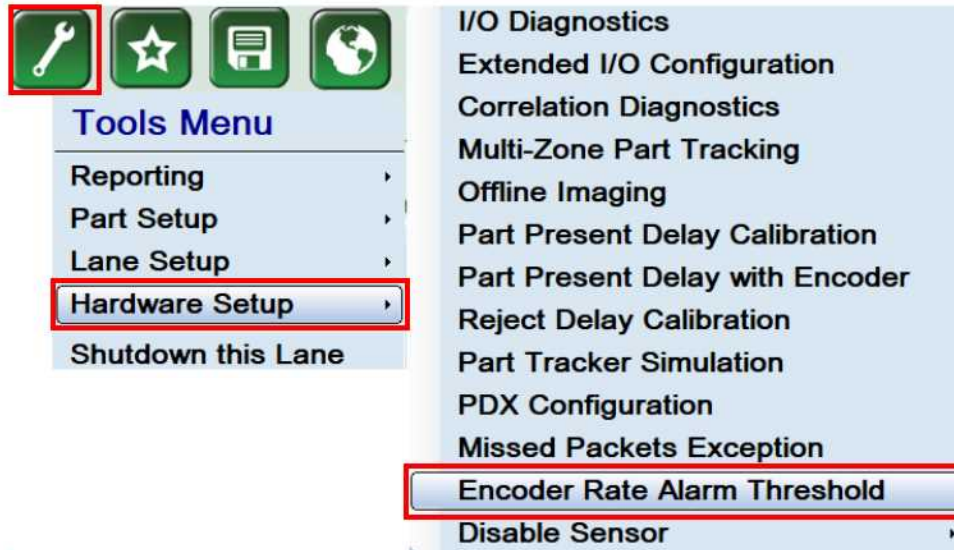 Tools Menu
Reporting
Part Setup
Lane Setup
Hardware Setup
Shutdown this Lane
I/O Diagnostics
Extended I/O Configuration
Correlation Diagnostics
Multi-Zone Part Tracking
Offline Imaging
Part Present Delay Calibration
Part Present Delay with Encoder
Reject Delay Calibration
Part Tracker Simulation
PDX Configuration
Missed Packets Exception
Encoder Rate Alarm Threshold
Disable Sensor